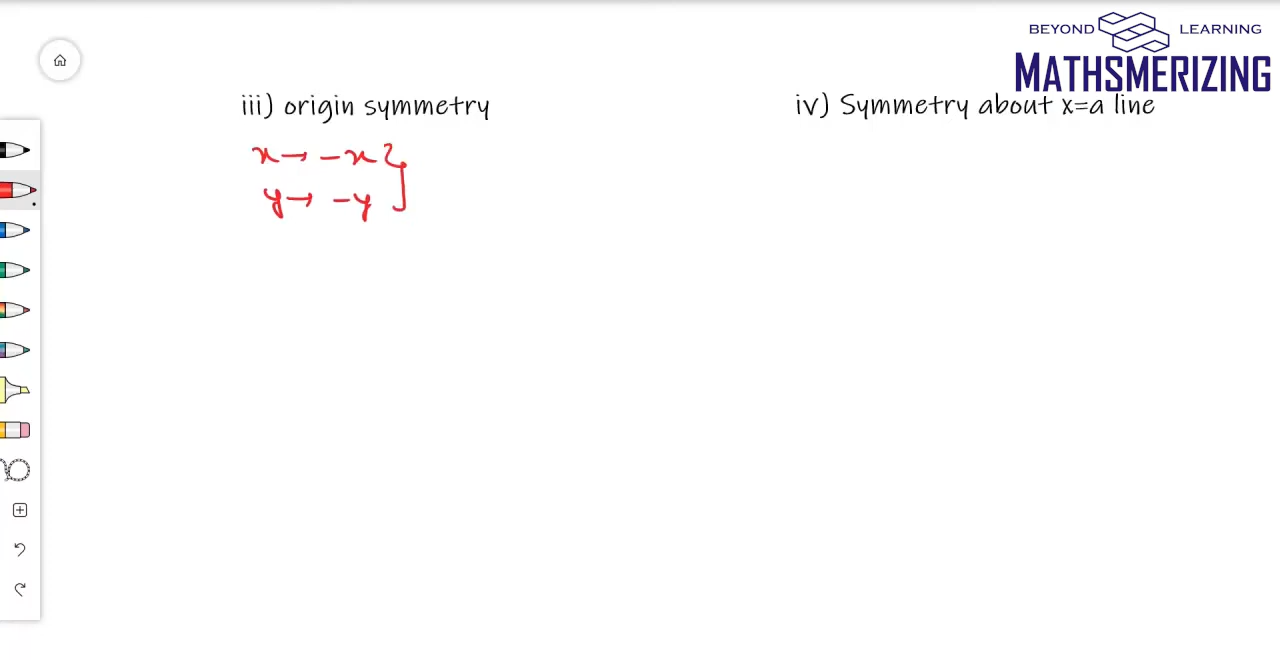 BEYOND LEARNING
MATHSMERIZING
iii) origin symmetry
x → -x
y → -y
iv) Symmetry about x=a line